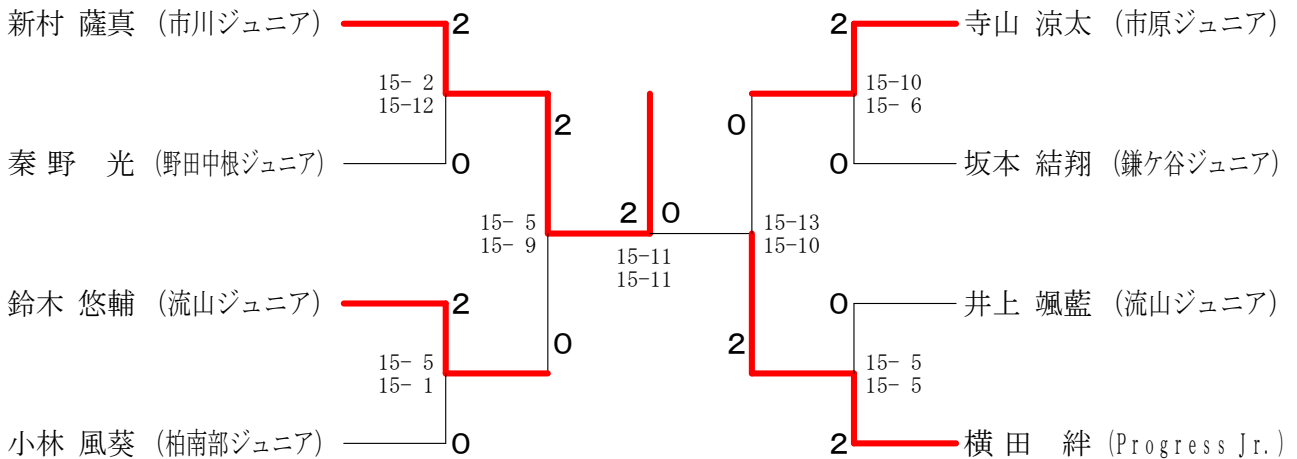 新村 薩真 (市川ジュニア) 2 2 寺山 涼太 (市原ジュニア)
15- 2 15-10
15-12 15- 6
2 0
秦野 光 (野田中根ジュニア) 0 0 坂本 結翔 (鎌ケ谷ジュニア)
15- 5 2 0 15-13
15- 9 15-10
15-11
15-11
鈴木 悠輔 (流山ジュニア) 2 0 井上 颯藍 (流山ジュニア)
0 2
15- 5 15- 5
15- 1 15- 5
小林 風葵 (柏南部ジュニア) 0 2 横田 絆 (Progress Jr.)